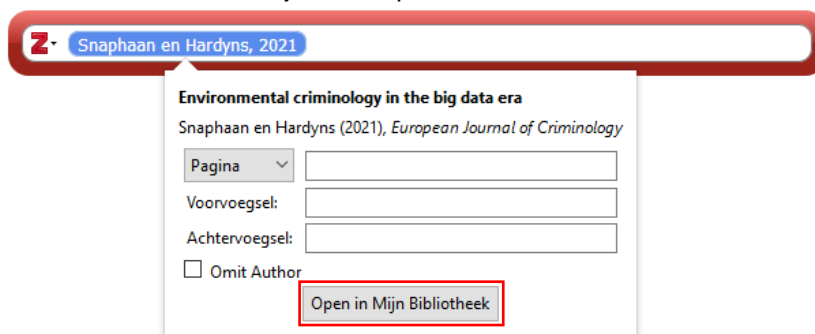 Z Snaphaan en Hardyns, 2021
Environmental criminology in the big data era
Snaphaan en Hardyns (2021), European Journal of Criminology
Pagina
Voorvoegsel:
Achtervoegsel:
Omit Author
Open in Mijn Bibliotheek